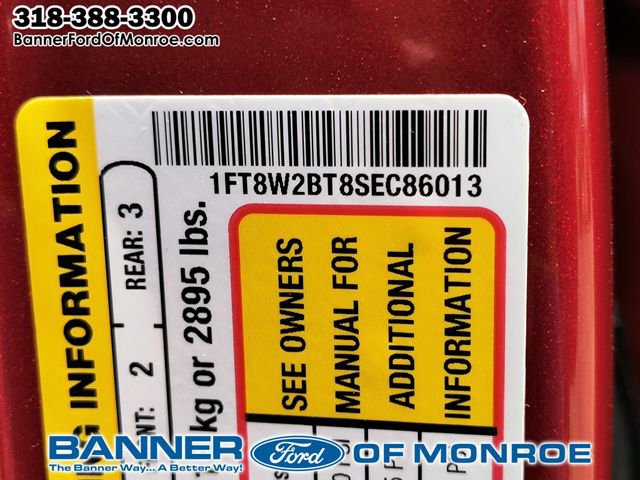 318-388-3300
BannerFordOfMonroe.com
1FT8W2BT8SEC86013
INFORMATION
REAR: 3
2
kg or 2895 lbs.
SEE OWNERS
MANUAL FOR
ADDITIONAL
INFORMATION
BANNER Ford OF MONROE
The Banner Way... A Better Way!